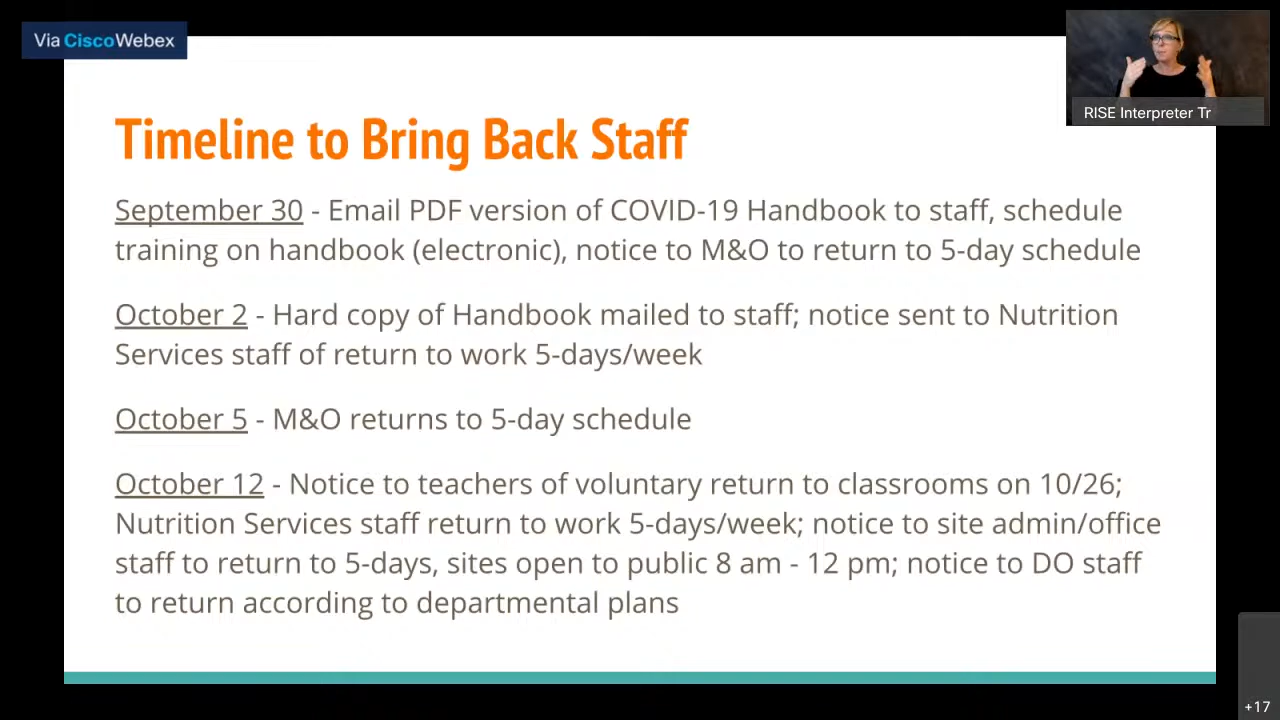 Via CiscoWebex
RISE Interpreter Tr
Timeline to Bring Back Staff
September 30 - Email PDF version of COVID-19 Handbook to staff, schedule
training on handbook (electronic), notice to M&O to return to 5-day schedule
October 2 - Hard copy of Handbook mailed to staff; notice sent to Nutrition
Services staff of return to work 5-days/week
October 5 - M&O returns to 5-day schedule
October 12 - Notice to teachers of voluntary return to classrooms on 10/26;
Nutrition Services staff return to work 5-days/week; notice to site admin/office
staff to return to 5-days, sites open to public 8 am - 12 pm; notice to DO staff
to return according to departmental plans
+17